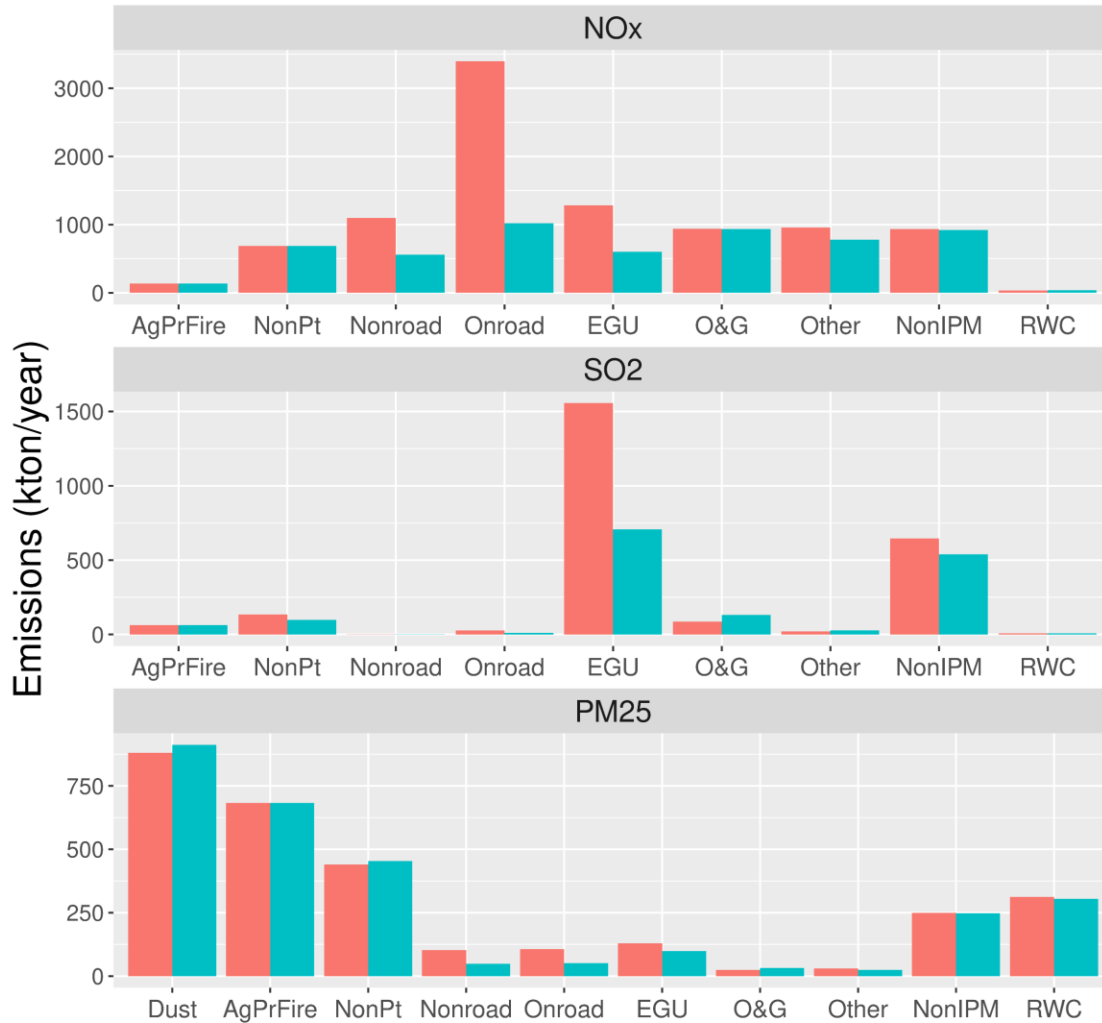 NOx
3000
2000
1000
0
AgPrFire NonPt Nonroad Onroad EGU O&G Other NonIPM RWC
SO2
1500
1000
500
0
AgPrFire NonPt Nonroad Onroad EGU O&G Other NonIPM RWC
PM25
750
500
250
0
Dust AgPrFire NonPt Nonroad Onroad EGU O&G Other NonIPM RWC
Emissions (kton/year)